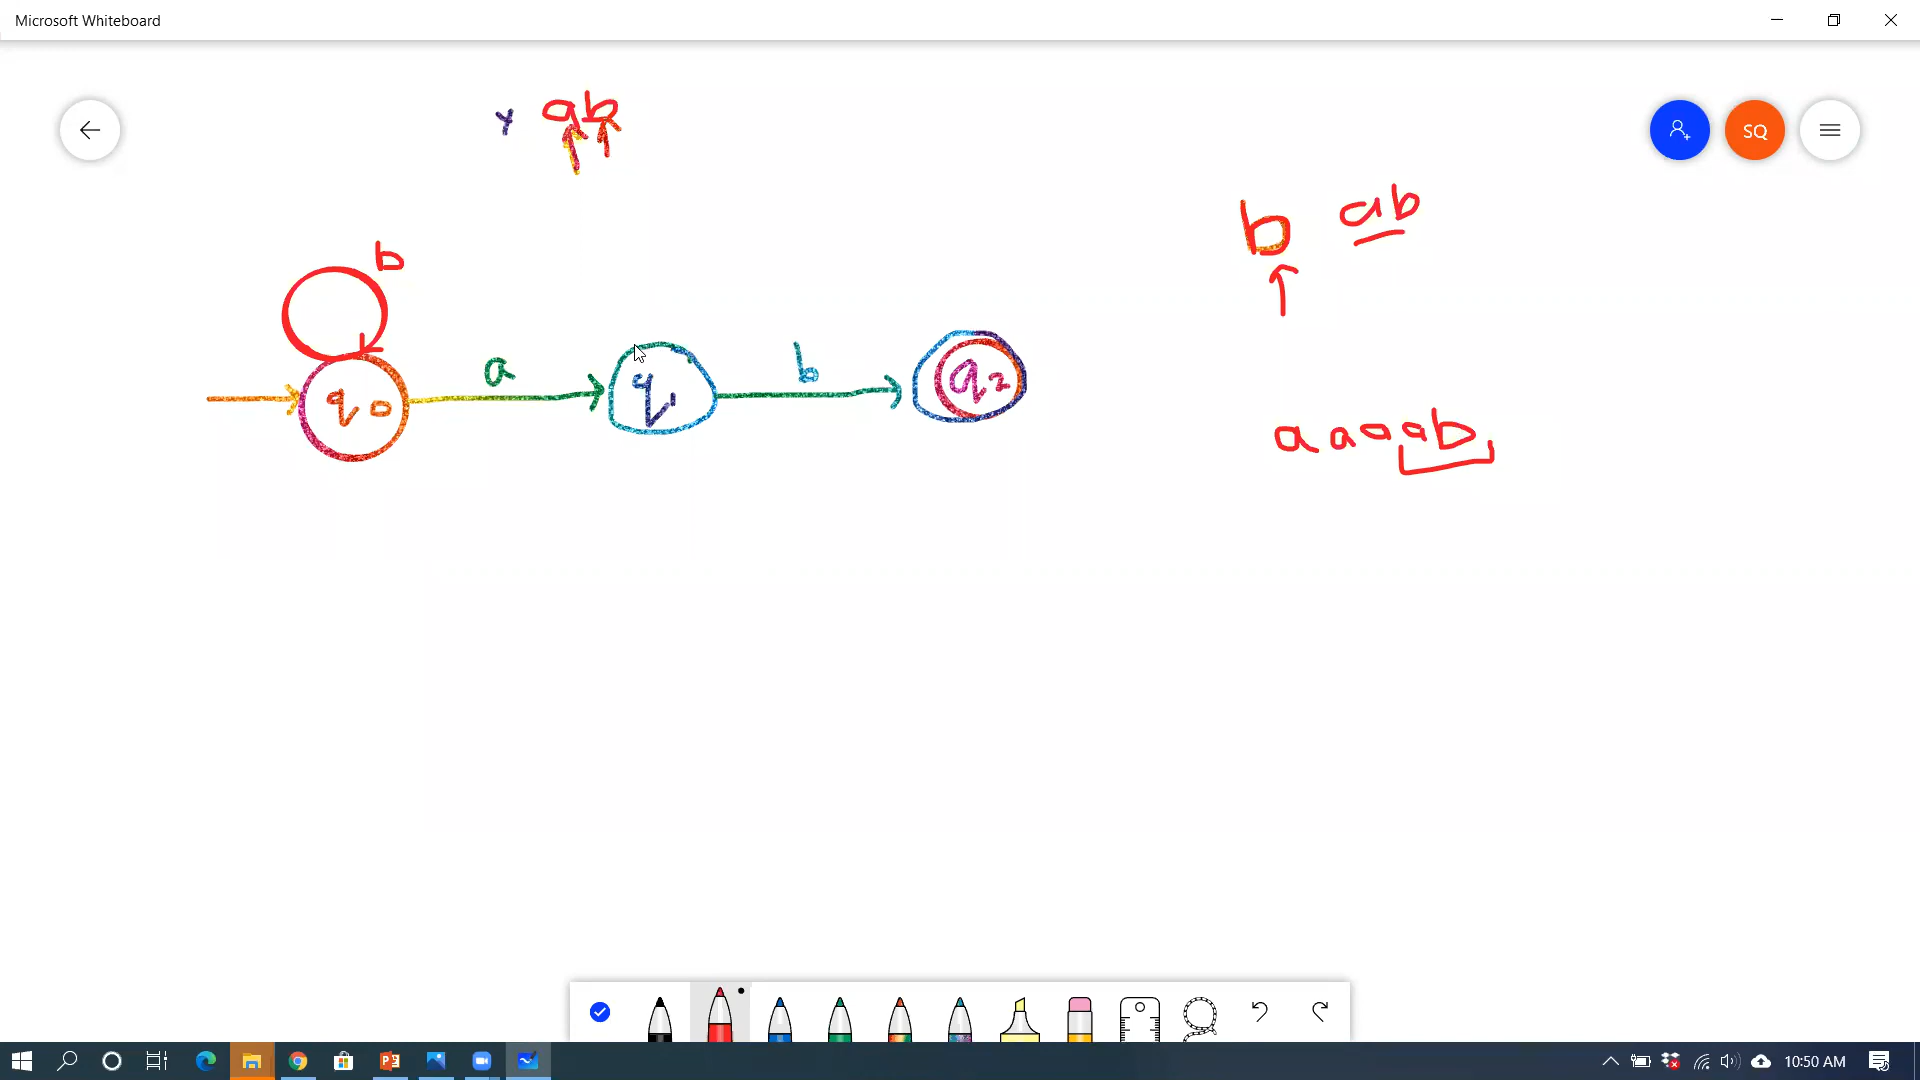 Microsoft Whiteboard
ab
SQ
b ab
b
a
b
q0
q1
q2
aaaab
10:50 AM